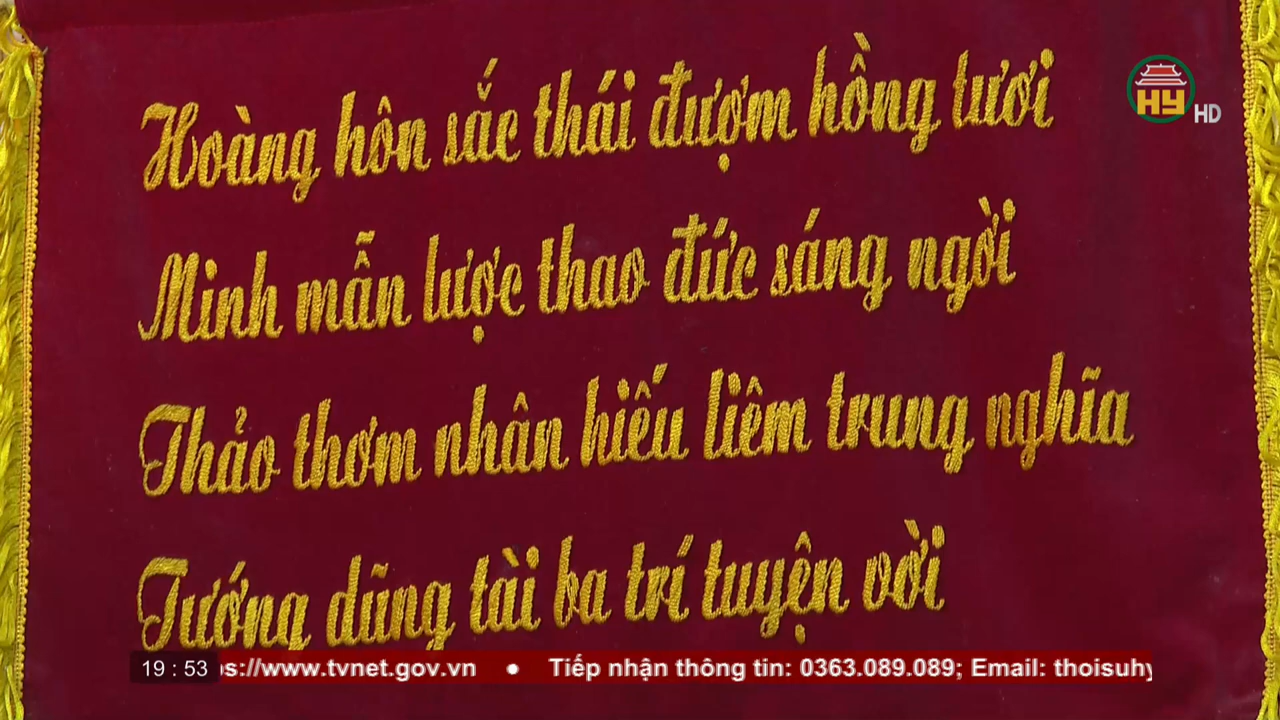 HY HD
Hoàng hôn sắc thái đượm hồng tươi
Minh mẫn lược thao đức sáng ngời
Thảo thơm nhân hiếu liêm trung nghĩa
Tướng dũng tài ba trí tuyện vời
19 : 53 s://www.tvnet.gov.vn • Tiếp nhận thông tin: 0363.089.089; Email: thoisuhy